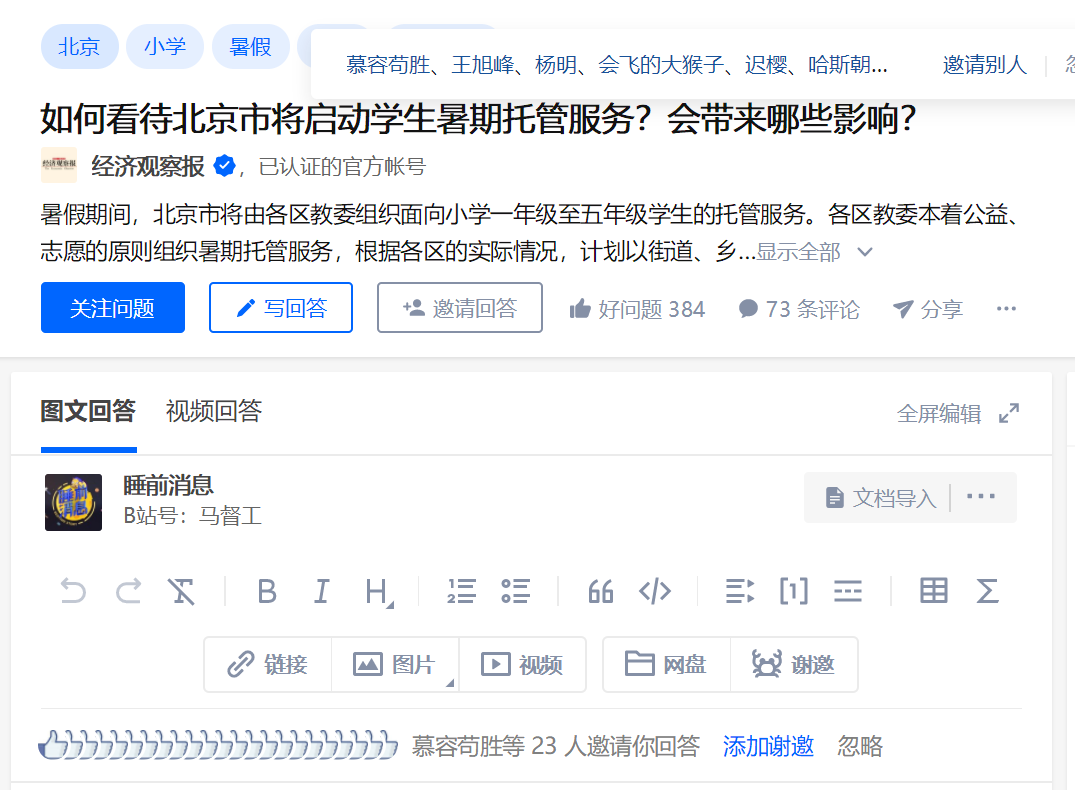 北京 小学 暑假
慕容苟胜、王旭峰、杨明、会飞的大猴子、迟樱、哈斯朝... 邀请别人
如何看待北京市将启动学生暑期托管服务？会带来哪些影响？
经济观察报
经济观察报，已认证的官方帐号
暑假期间，北京市将由各区教委组织面向小学一年级至五年级学生的托管服务。各区教委本着公益、
志愿的原则组织暑期托管服务，根据各区的实际情况，计划以街道、乡...显示全部
关注问题 写回答 邀请回答 好问题 384 73 条评论 分享 ...
图文回答 视频回答 全屏编辑
睡前消息
睡前消息
B站号：马督工
文档导入 ...
B I H
链接 图片 视频 网盘 谢邀
慕容苟胜等 23 人邀请你回答 添加谢邀 忽略